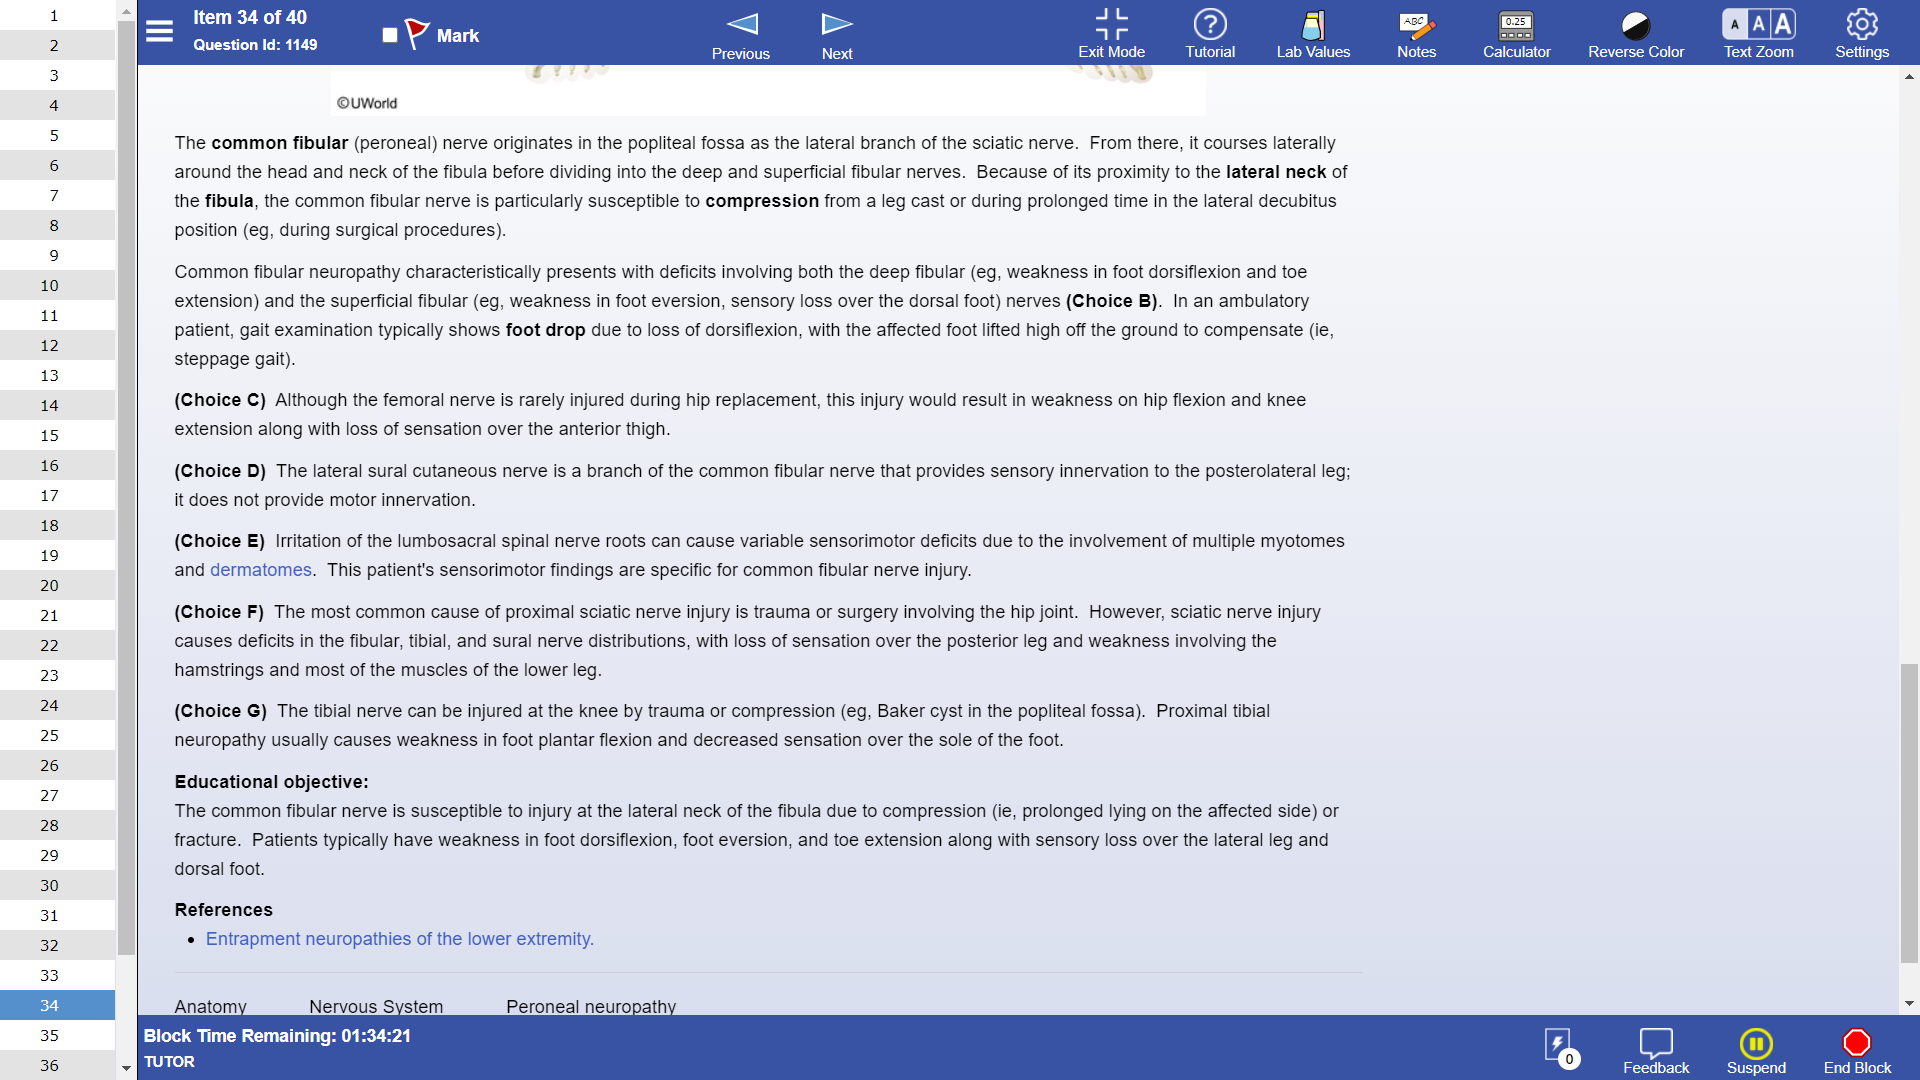 1
2
3
4
5
6
7
8
9
10
11
12
13
14
15
16
17
18
19
20
21
22
23
24
25
26
27
28
29
30
31
32
33
34
35
36
Item 34 of 40
Question Id: 1149
Mark
Previous
Next
Exit Mode
Tutorial
Lab Values
ABC
Notes
0.25
Calculator
Reverse Color
A A A
Text Zoom
Settings
©UWorld
The common fibular (peroneal) nerve originates in the popliteal fossa as the lateral branch of the sciatic nerve.  From there, it courses laterally
around the head and neck of the fibula before dividing into the deep and superficial fibular nerves.  Because of its proximity to the lateral neck of
the fibula, the common fibular nerve is particularly susceptible to compression from a leg cast or during prolonged time in the lateral decubitus
position (eg, during surgical procedures).
Common fibular neuropathy characteristically presents with deficits involving both the deep fibular (eg, weakness in foot dorsiflexion and toe
extension) and the superficial fibular (eg, weakness in foot eversion, sensory loss over the dorsal foot) nerves (Choice B).  In an ambulatory
patient, gait examination typically shows foot drop due to loss of dorsiflexion, with the affected foot lifted high off the ground to compensate (ie,
steppage gait).
(Choice C)  Although the femoral nerve is rarely injured during hip replacement, this injury would result in weakness on hip flexion and knee
extension along with loss of sensation over the anterior thigh.
(Choice D)  The lateral sural cutaneous nerve is a branch of the common fibular nerve that provides sensory innervation to the posterolateral leg;
it does not provide motor innervation.
(Choice E)  Irritation of the lumbosacral spinal nerve roots can cause variable sensorimotor deficits due to the involvement of multiple myotomes
and dermatomes.  This patient's sensorimotor findings are specific for common fibular nerve injury.
(Choice F)  The most common cause of proximal sciatic nerve injury is trauma or surgery involving the hip joint.  However, sciatic nerve injury
causes deficits in the fibular, tibial, and sural nerve distributions, with loss of sensation over the posterior leg and weakness involving the
hamstrings and most of the muscles of the lower leg.
(Choice G)  The tibial nerve can be injured at the knee by trauma or compression (eg, Baker cyst in the popliteal fossa).  Proximal tibial
neuropathy usually causes weakness in foot plantar flexion and decreased sensation over the sole of the foot.
Educational objective:
The common fibular nerve is susceptible to injury at the lateral neck of the fibula due to compression (ie, prolonged lying on the affected side) or
fracture.  Patients typically have weakness in foot dorsiflexion, foot eversion, and toe extension along with sensory loss over the lateral leg and
dorsal foot.
References
• Entrapment neuropathies of the lower extremity.
Anatomy Nervous System Peroneal neuropathy
Block Time Remaining: 01:34:21
TUTOR
0
Feedback
Suspend
End Block